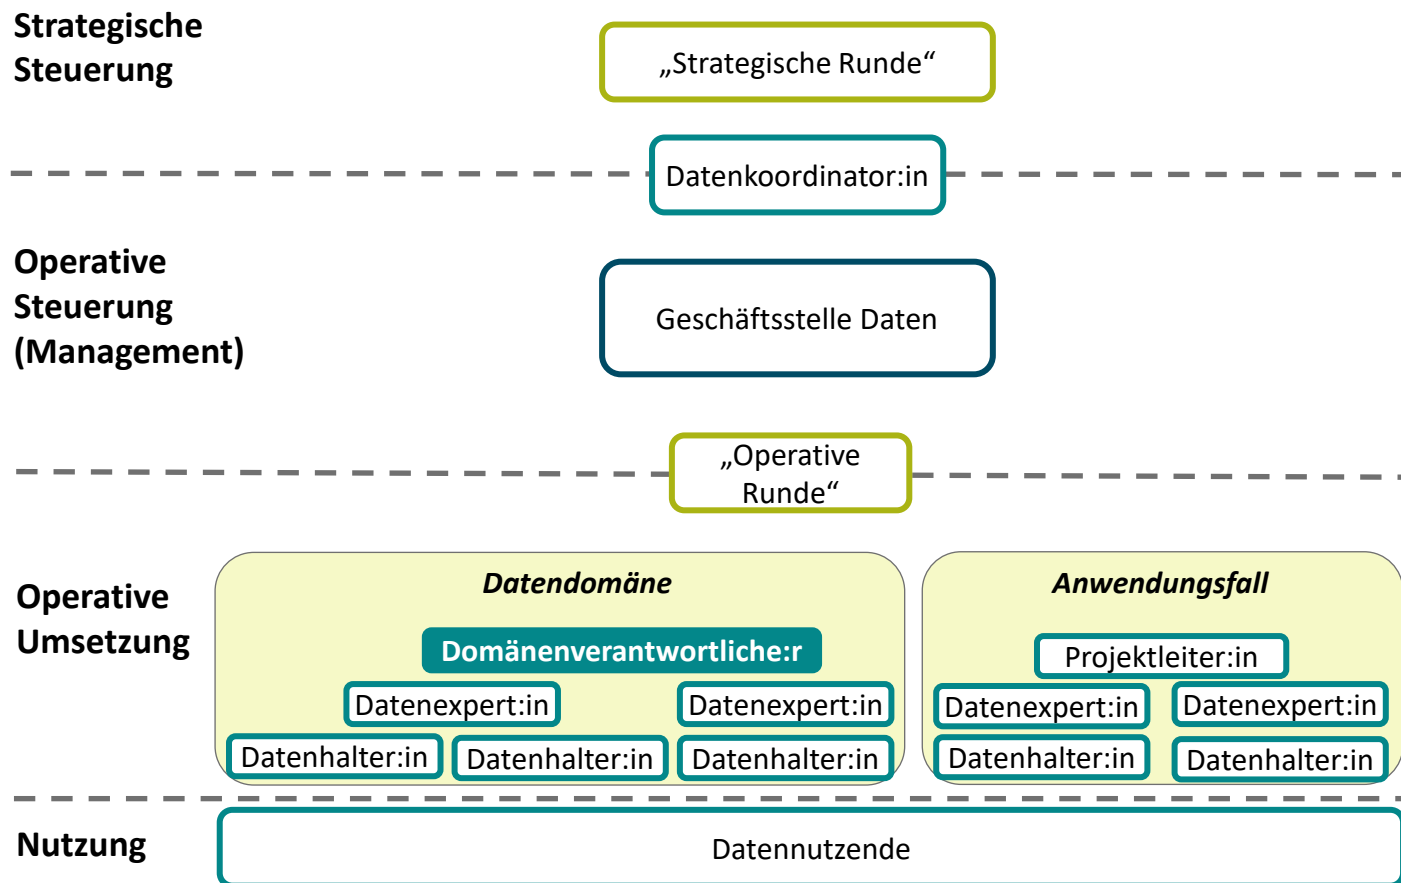 Strategische
Steuerung
„Strategische Runde“
Datenkoordinator:in
Operative
Steuerung
(Management)
Geschäftsstelle Daten
„Operative
Runde“
Operative
Umsetzung
Datendomäne
Domänenverantwortliche:r
Datenexpert:in
Datenexpert:in
Datenhalter:in
Datenhalter:in
Datenhalter:in
Anwendungsfall
Projektleiter:in
Datenexpert:in
Datenexpert:in
Datenhalter:in
Datenhalter:in
Nutzung
Datennutzende